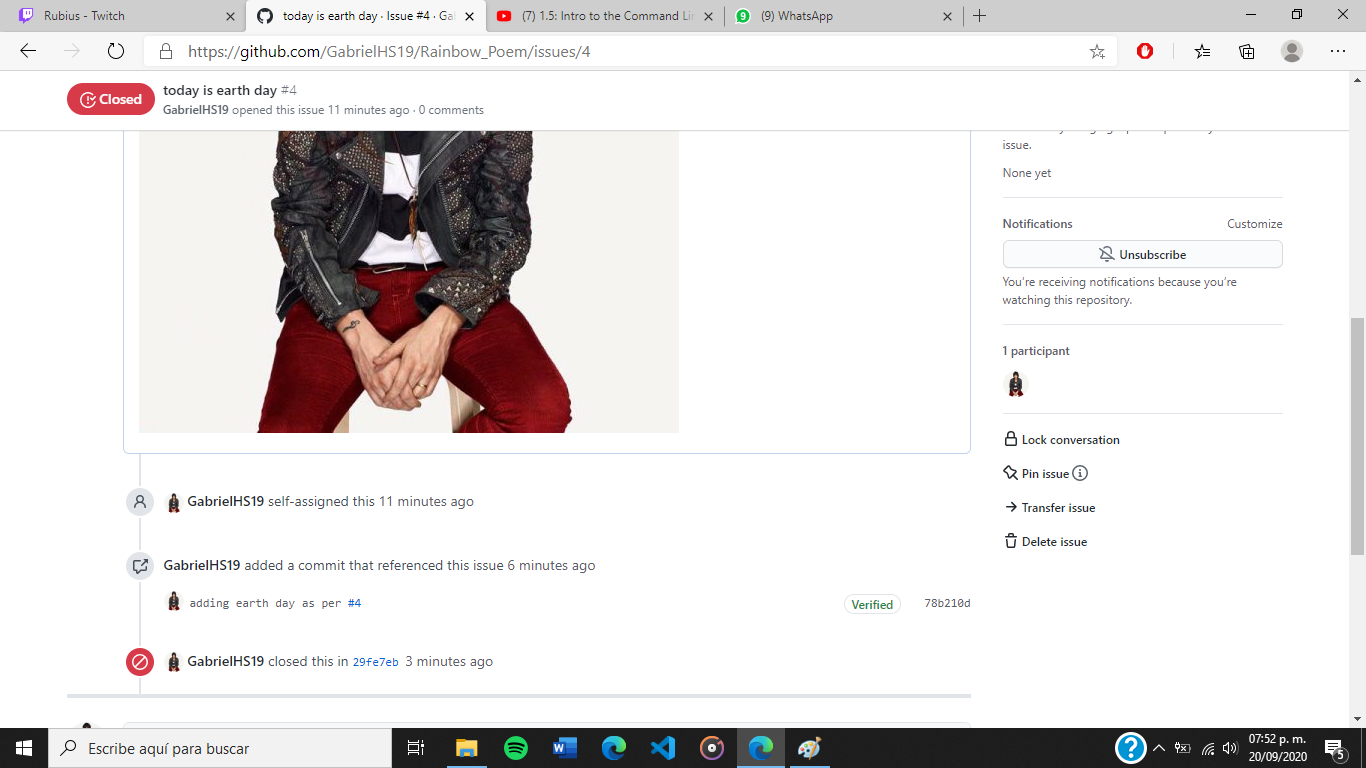 Rubius - Twitch
today is earth day · Issue #4 · Gal
(7) 1.5: Intro to the Command Lin
(9) WhatsApp
https://github.com/GabrielHS19/Rainbow_Poem/issues/4
Closed
today is earth day #4
GabrielHS19 opened this issue 11 minutes ago · 0 comments
issue.
None yet
Notifications
Customize
Unsubscribe
You're receiving notifications because you're
watching this repository.
1 participant
Lock conversation
Pin issue
Transfer issue
Delete issue
GabrielHS19 self-assigned this 11 minutes ago
GabrielHS19 added a commit that referenced this issue 6 minutes ago
adding earth day as per #4
Verified
78b210d
GabrielHS19 closed this in 29fe7eb 3 minutes ago
Escribe aquí para buscar
07:52 p. m.
20/09/2020
5